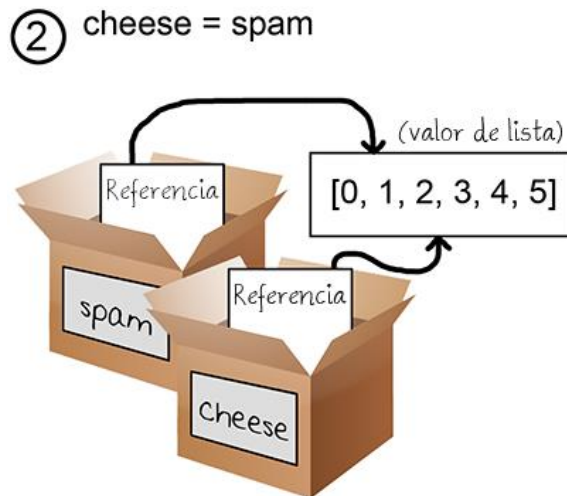 2 cheese = spam
(valor de lista)
Referencia
[0, 1, 2, 3, 4, 5]
spam
Referencia
cheese